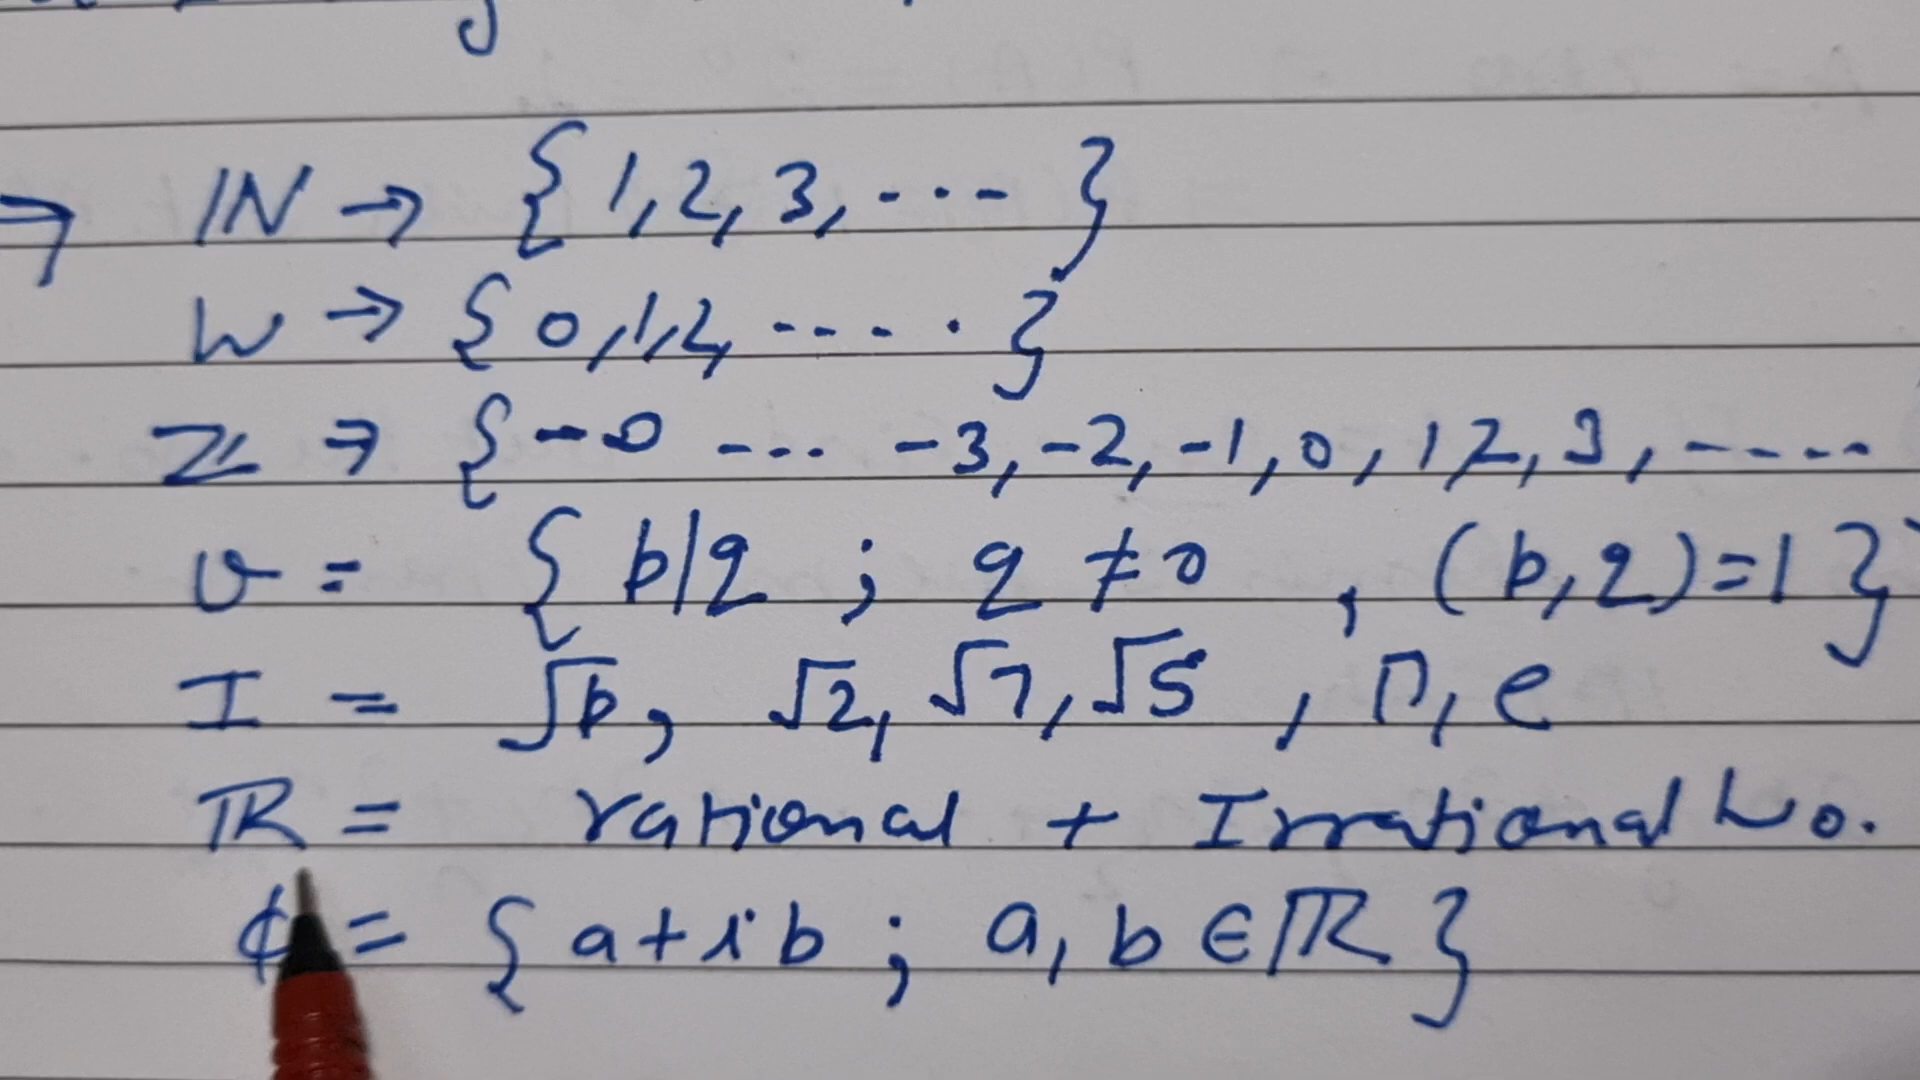 ⇒ ℕ → {1,2,3,...}
W → {0,1,2,.....}
ℤ → {-∞ ... -3,-2,-1,0,1,2,3,.....
Q = {p/q ; q ≠ 0 , (p,q)=1}
I = √p, √2, √7, √5, π, e
ℝ = rational + Irrational No.
ℂ = {a+ib ; a,b ∈ ℝ}